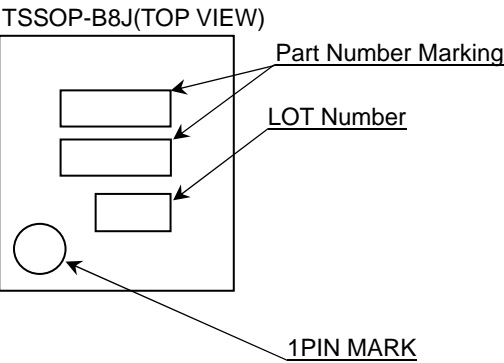 TSSOP-B8J(TOP VIEW)
Part Number Marking
LOT Number
1PIN MARK